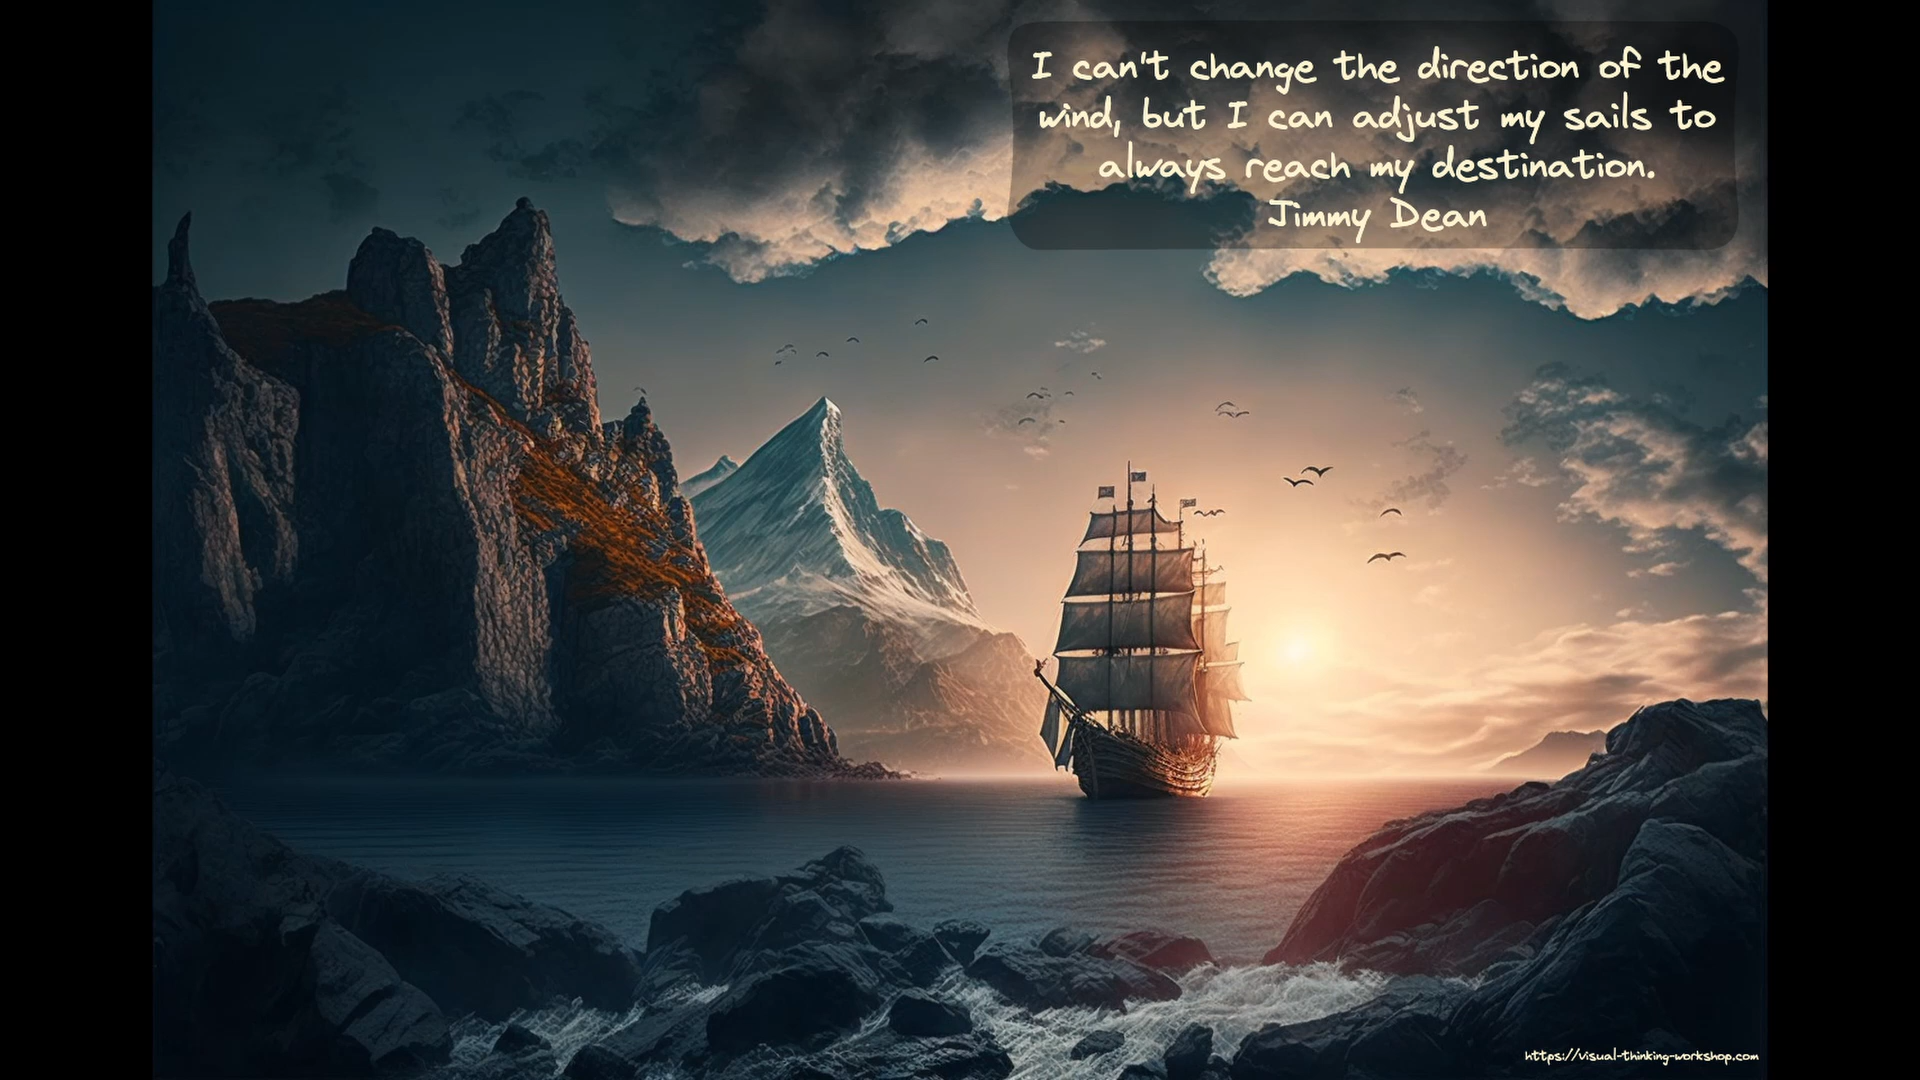 I can't change the direction of the
wind, but I can adjust my sails to
always reach my destination.
Jimmy Dean
https://visual-thinking-workshop.com